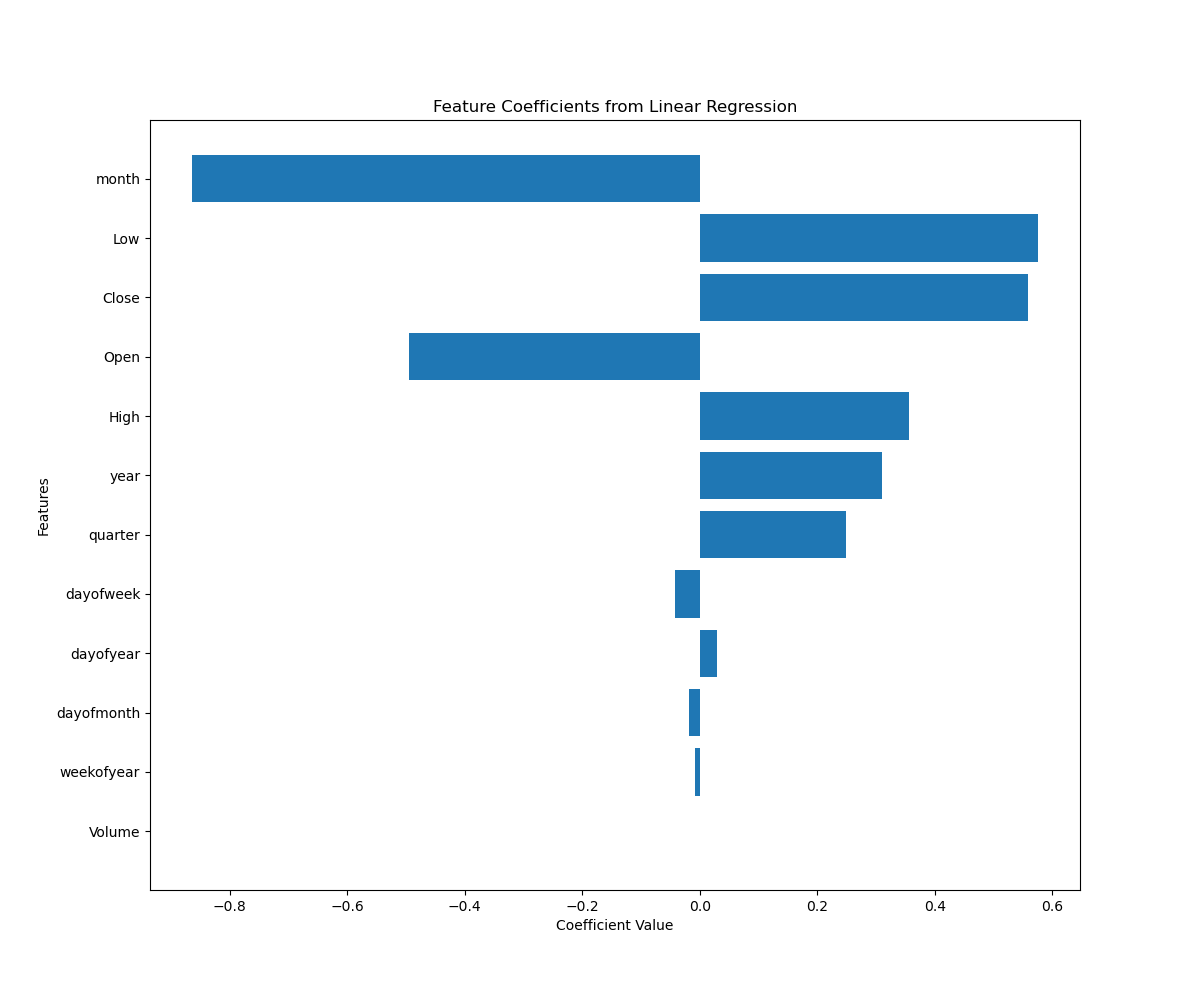 Feature Coefficients from Linear Regression
month
Low
Close
Open
High
year
quarter
dayofweek
dayofyear
dayofmonth
weekofyear
Volume
Features
−0.8 −0.6 −0.4 −0.2 0.0 0.2 0.4 0.6
Coefficient Value